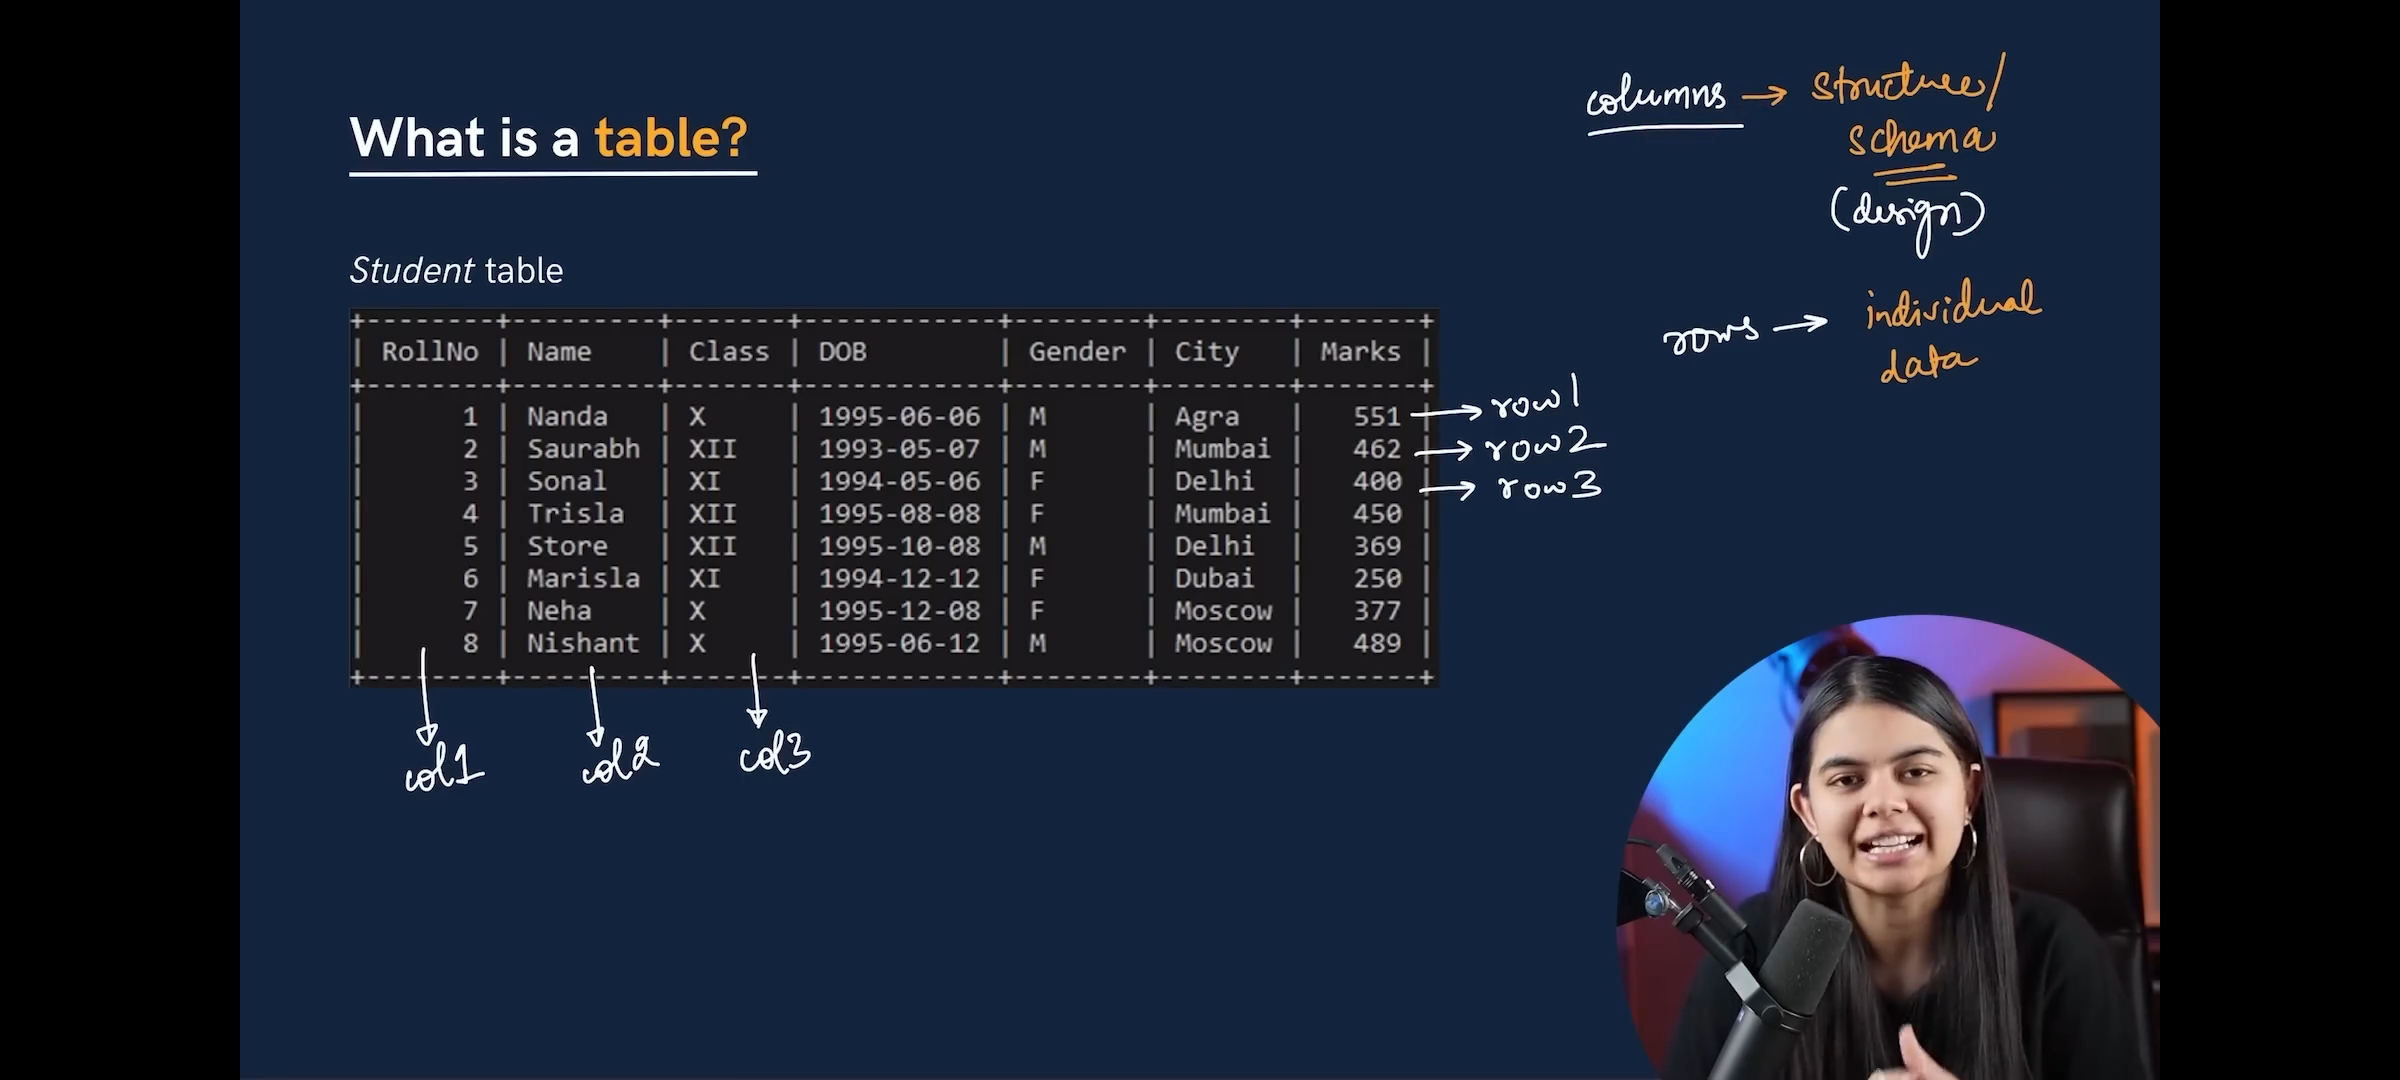 What is a table?
Student table
+--------+---------+-------+------------+--------+--------+-------+
| RollNo | Name    | Class | DOB        | Gender | City   | Marks |
+--------+---------+-------+------------+--------+--------+-------+
|      1 | Nanda   | X     | 1995-06-06 | M      | Agra   |   551 | → row1
|      2 | Saurabh | XII   | 1993-05-07 | M      | Mumbai |   462 | → row2
|      3 | Sonal   | XI    | 1994-05-06 | F      | Delhi  |   400 | → row3
|      4 | Trisla  | XII   | 1995-08-08 | F      | Mumbai |   450 |
|      5 | Store   | XII   | 1995-10-08 | M      | Delhi  |   369 |
|      6 | Marisla | XI    | 1994-12-12 | F      | Dubai  |   250 |
|      7 | Neha    | X     | 1995-12-08 | F      | Moscow |   377 |
|      8 | Nishant | X     | 1995-06-12 | M      | Moscow |   489 |
+--------+---------+-------+------------+--------+--------+-------+
col1 col2 col3
columns → structure/
schema
(design)
rows → individual
data